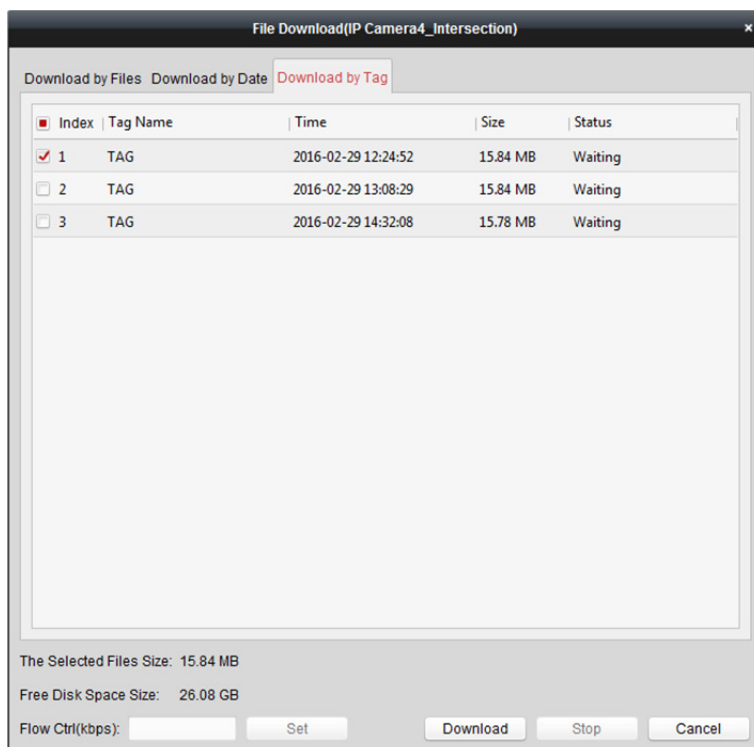 File Download(IP Camera4_Intersection) ×
Download by Files Download by Date Download by Tag
Index Tag Name Time Size Status
1 TAG 2016-02-29 12:24:52 15.84 MB Waiting
2 TAG 2016-02-29 13:08:29 15.84 MB Waiting
3 TAG 2016-02-29 14:32:08 15.78 MB Waiting
The Selected Files Size: 15.84 MB
Free Disk Space Size: 26.08 GB
Flow Ctrl(kbps): Set Download Stop Cancel